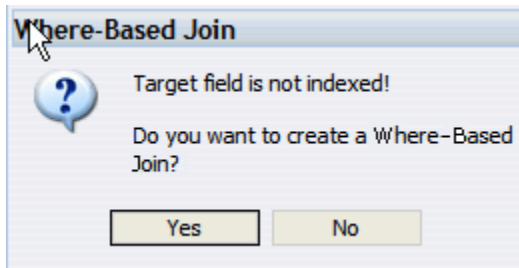 Where-Based Join
Target field is not indexed!
Do you want to create a Where-Based
Join?
Yes
No